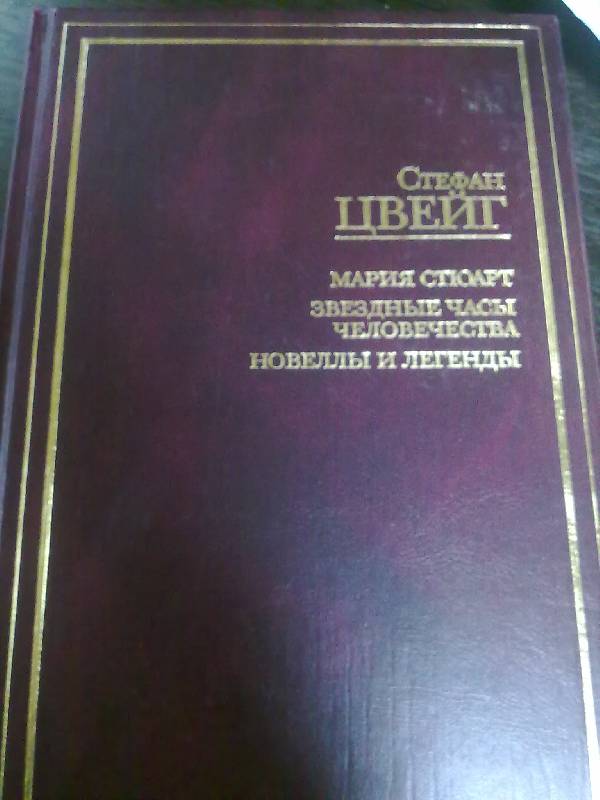 СТЕФАН
ЦВЕЙГ
МАРИЯ СТЮАРТ
ЗВЕЗДНЫЕ ЧАСЫ
ЧЕЛОВЕЧЕСТВА
НОВЕЛЛЫ И ЛЕГЕНДЫ